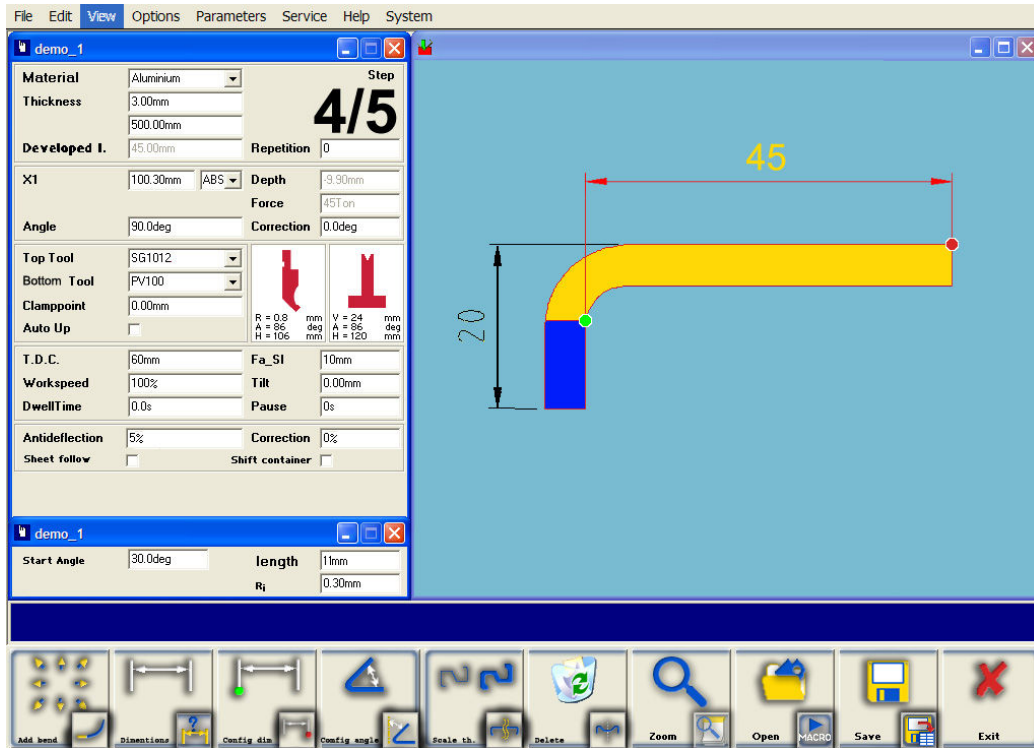 File Edit View Options Parameters Service Help System
demo_1
Material Aluminium Step
Thickness 3.00mm 4/5
500.00mm
Developed l. 45.00mm Repetition 0
X1 100.30mm ABS Depth -9.90mm
Force 45Ton
Angle 90.0deg Correction 0.0deg
Top Tool SG1012
Bottom Tool PV100
Clamppoint 0.00mm
Auto Up
R = 0.8 mm V = 24 mm
A = 86 deg A = 86 deg
H = 106 mm H = 120 mm
T.D.C. 60mm Fa_Sl 10mm
Workspeed 100% Tilt 0.00mm
DwellTime 0.0s Pause 0s
Antideflection 5% Correction 0%
Sheet follow Shift container
demo_1
Start Angle 30.0deg length 11mm
Ri 0.30mm
45
20
Add bend Dimentions ? Config dim Comfig angle Scale th. Delete Zoom Open MACRO Save Exit